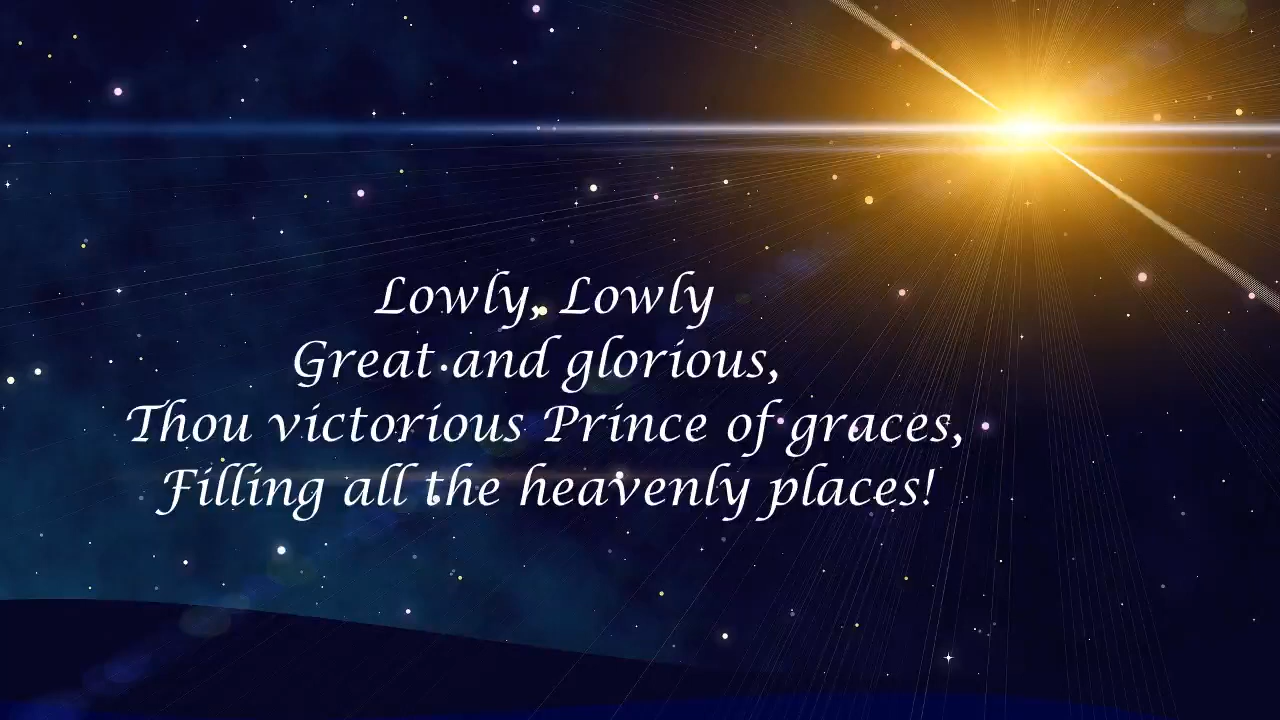 Lowly, Lowly
Great and glorious,
Thou victorious Prince of graces,
Filling all the heavenly places!